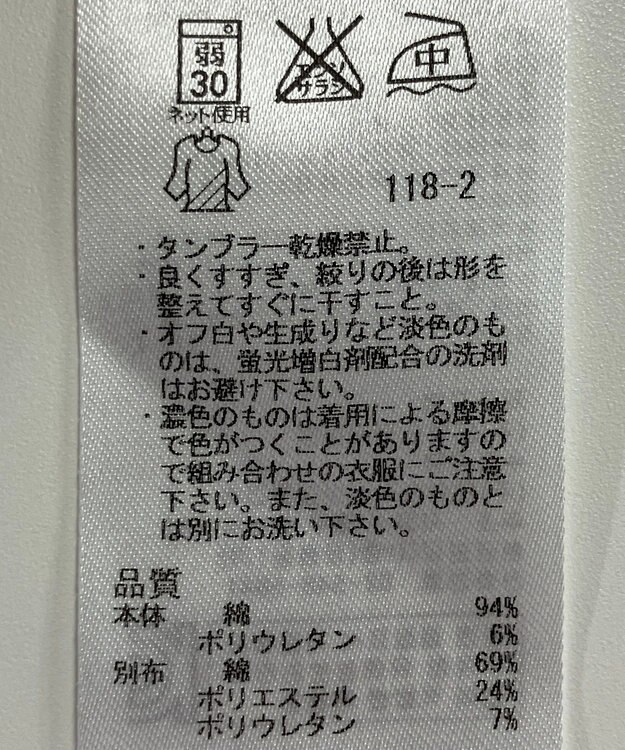 弱 エンソ 中
30 サラシ
ネット使用
118-2
・タンブラー乾燥禁止。
・良くすすぎ、絞りの後は形を
整えてすぐに干すこと。
・オフ白や生成りなど淡色のも
のは、蛍光増白剤配合の洗剤
はお避け下さい。
・濃色のものは着用による摩擦
で色がつくことがありますの
で組み合わせの衣服にご注意
下さい。また、淡色のものと
は別にお洗い下さい。
品質
本体 綿 94%
ポリウレタン 6%
別布 綿 69%
ポリエステル 24%
ポリウレタン 7%